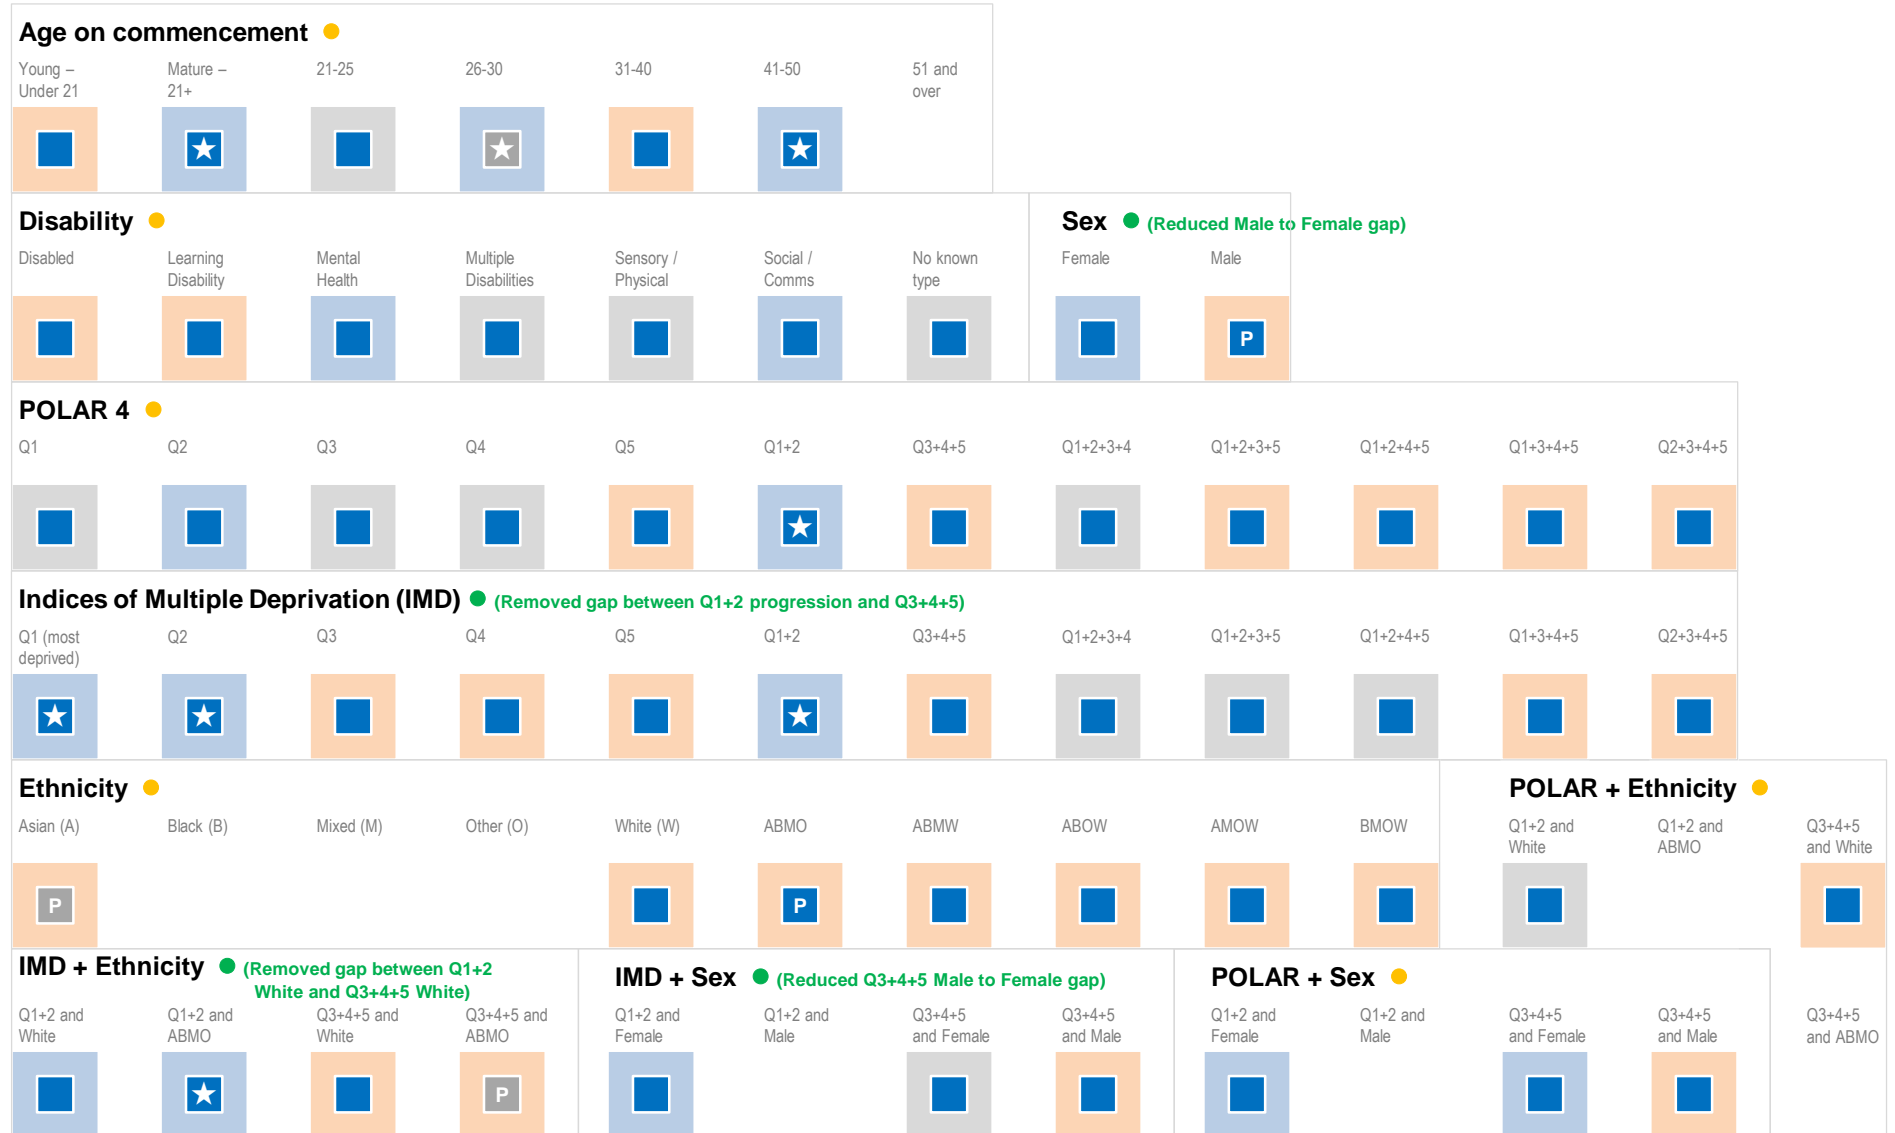 Age on commencement
Young – Mature – 21-25 26-30 31-40 41-50 51 and
Under 21 21+ over
Disability Sex (Reduced Male to Female gap)
Disabled Learning Mental Multiple Sensory / Social / No known Female Male
Disability Health Disabilities Physical Comms type
P
POLAR 4
Q1 Q2 Q3 Q4 Q5 Q1+2 Q3+4+5 Q1+2+3+4 Q1+2+3+5 Q1+2+4+5 Q1+3+4+5 Q2+3+4+5
Indices of Multiple Deprivation (IMD) (Removed gap between Q1+2 progression and Q3+4+5)
Q1 (most Q2 Q3 Q4 Q5 Q1+2 Q3+4+5 Q1+2+3+4 Q1+2+3+5 Q1+2+4+5 Q1+3+4+5 Q2+3+4+5
deprived)
Ethnicity POLAR + Ethnicity
Asian (A) Black (B) Mixed (M) Other (O) White (W) ABMO ABMW ABOW AMOW BMOW Q1+2 and Q1+2 and Q3+4+5
White ABMO and White
P P
IMD + Ethnicity (Removed gap between Q1+2 IMD + Sex (Reduced Q3+4+5 Male to Female gap) POLAR + Sex
White and Q3+4+5 White)
Q1+2 and Q1+2 and Q3+4+5 and Q3+4+5 and Q1+2 and Q1+2 and Q3+4+5 Q3+4+5 Q1+2 and Q1+2 and Q3+4+5 Q3+4+5 Q3+4+5
White ABMO White ABMO Female Male and Female and Male Female Male and Female and Male and ABMO
P